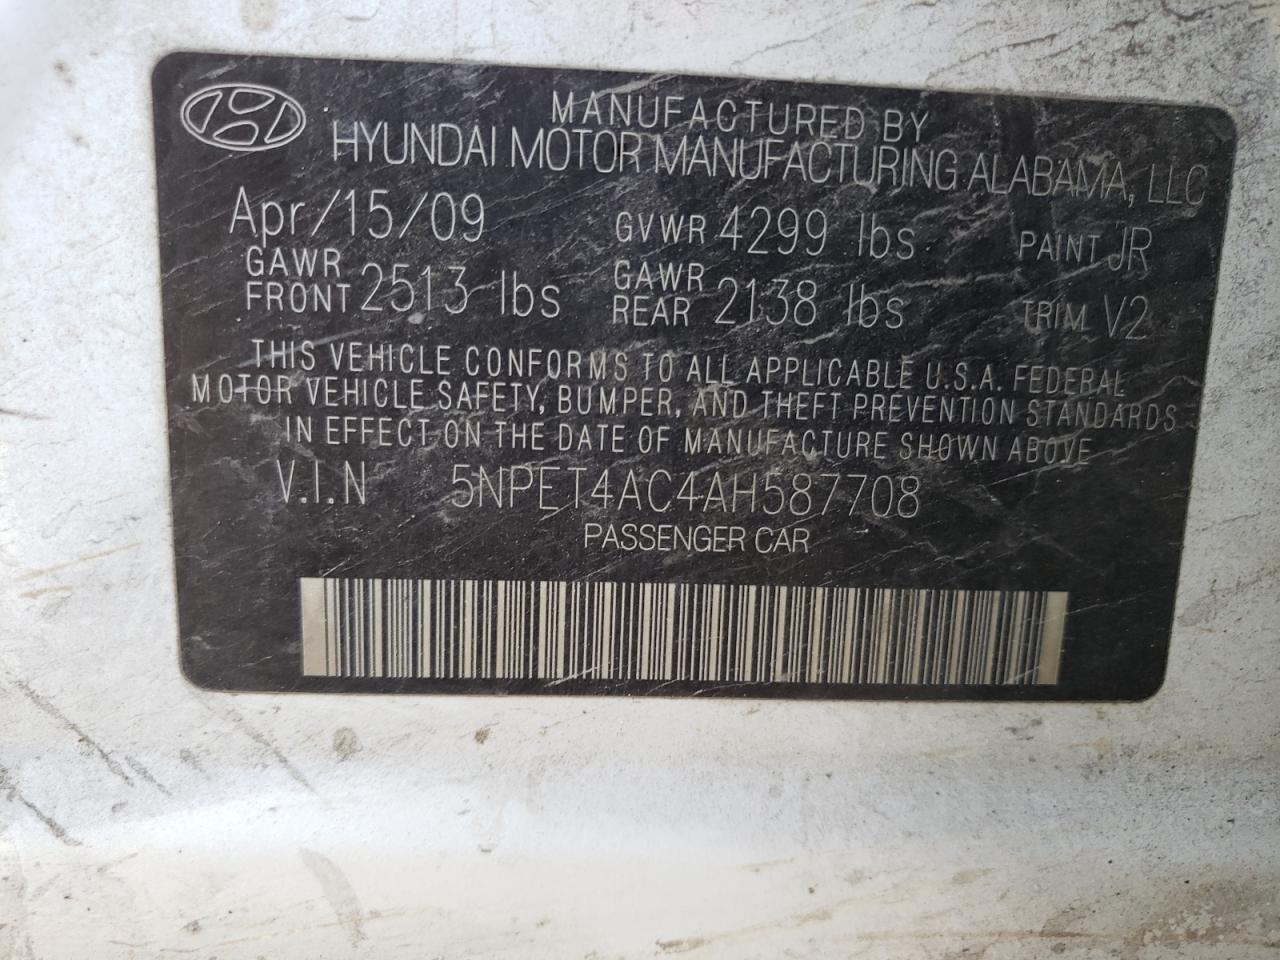 MANUFACTURED BY
HYUNDAI MOTOR MANUFACTURING ALABAMA, LLC
Apr/15/09 GVWR 4299 lbs PAINT JR
GAWR FRONT 2513 lbs GAWR REAR 2138 lbs TRIM V2
THIS VEHICLE CONFORMS TO ALL APPLICABLE U.S.A. FEDERAL
MOTOR VEHICLE SAFETY, BUMPER, AND THEFT PREVENTION STANDARDS
IN EFFECT ON THE DATE OF MANUFACTURE SHOWN ABOVE
V.I.N 5NPET4AC4AH587708
PASSENGER CAR